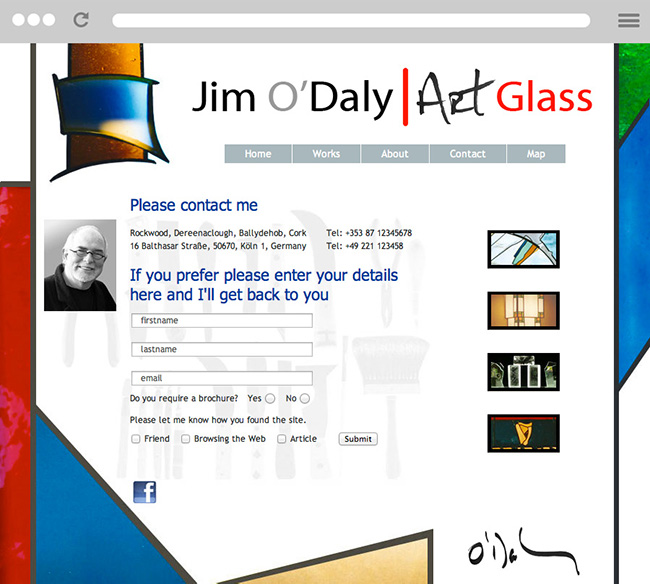 Jim O'Daly Art Glass
Home Works About Contact Map
Please contact me
Rockwood, Dereenaclough, Ballydehob, Cork Tel: +353 87 12345678
16 Balthasar Straße, 50670, Köln 1, Germany Tel: +49 221 123458
If you prefer please enter your details
here and I'll get back to you
firstname
lastname
email
Do you require a brochure? Yes No
Please let me know how you found the site.
Friend Browsing the Web Article Submit
f
O'Daly